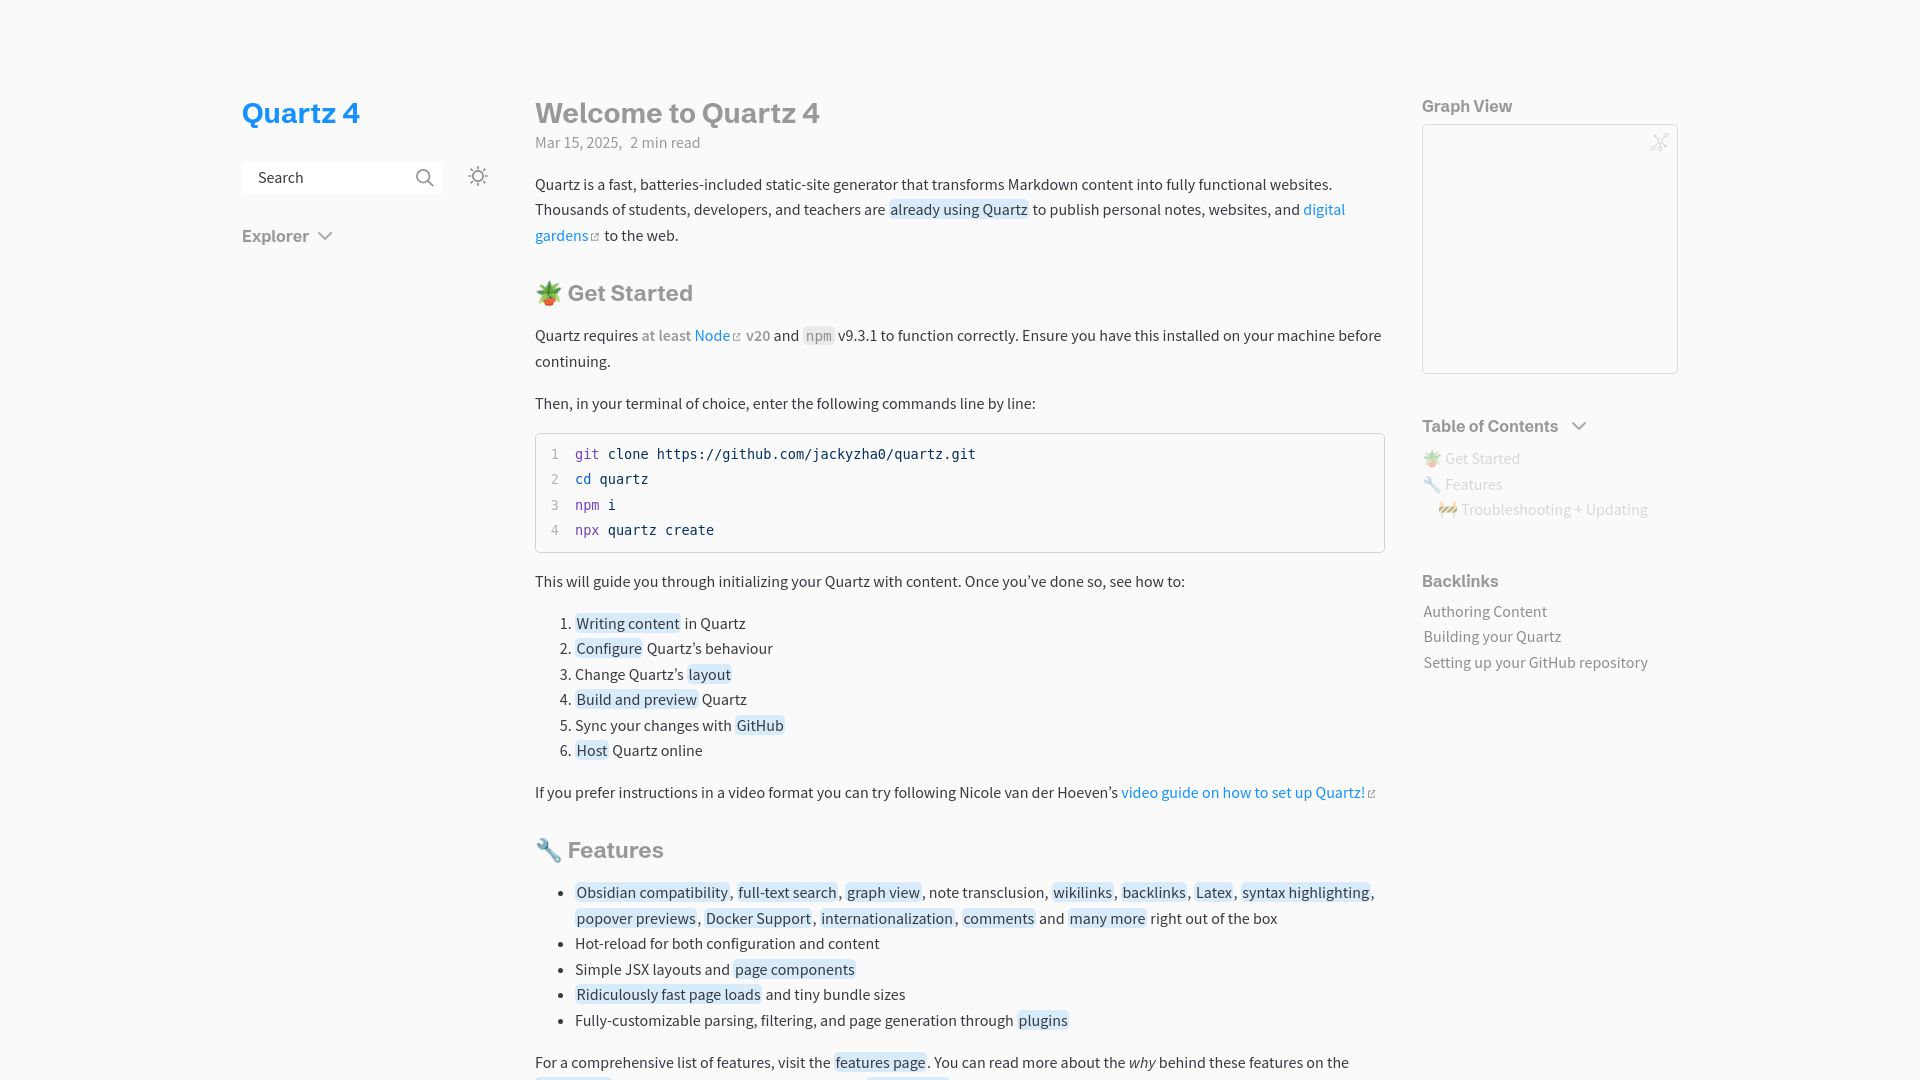 Quartz 4
Search
Explorer
Welcome to Quartz 4
Mar 15, 2025, 2 min read
Quartz is a fast, batteries-included static-site generator that transforms Markdown content into fully functional websites.
Thousands of students, developers, and teachers are already using Quartz to publish personal notes, websites, and digital
gardens to the web.
🪴 Get Started
Quartz requires at least Node v20 and npm v9.3.1 to function correctly. Ensure you have this installed on your machine before
continuing.
Then, in your terminal of choice, enter the following commands line by line:
1 git clone https://github.com/jackyzha0/quartz.git
2 cd quartz
3 npm i
4 npx quartz create
This will guide you through initializing your Quartz with content. Once you’ve done so, see how to:
1. Writing content in Quartz
2. Configure Quartz’s behaviour
3. Change Quartz’s layout
4. Build and preview Quartz
5. Sync your changes with GitHub
6. Host Quartz online
If you prefer instructions in a video format you can try following Nicole van der Hoeven’s video guide on how to set up Quartz!
🔧 Features
• Obsidian compatibility, full-text search, graph view, note transclusion, wikilinks, backlinks, Latex, syntax highlighting,
popover previews, Docker Support, internationalization, comments and many more right out of the box
• Hot-reload for both configuration and content
• Simple JSX layouts and page components
• Ridiculously fast page loads and tiny bundle sizes
• Fully-customizable parsing, filtering, and page generation through plugins
For a comprehensive list of features, visit the features page. You can read more about the why behind these features on the
Graph View
Table of Contents
🪴 Get Started
🔧 Features
🚧 Troubleshooting + Updating
Backlinks
Authoring Content
Building your Quartz
Setting up your GitHub repository